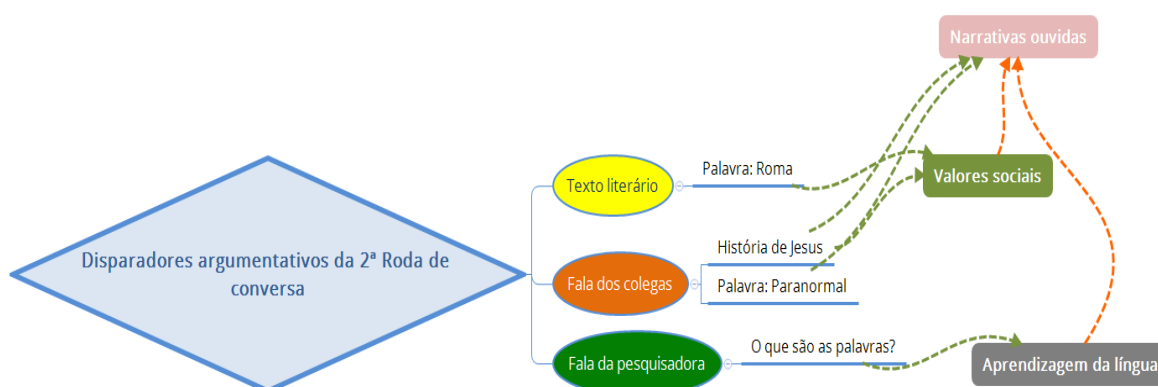 Narrativas ouvidas
Palavra: Roma
Texto literário
Valores sociais
Disparadores argumentativos da 2ª Roda de
conversa
História de Jesus
Fala dos colegas
Palavra: Paranormal
O que são as palavras?
Fala da pesquisadora
Aprendizagem da língua